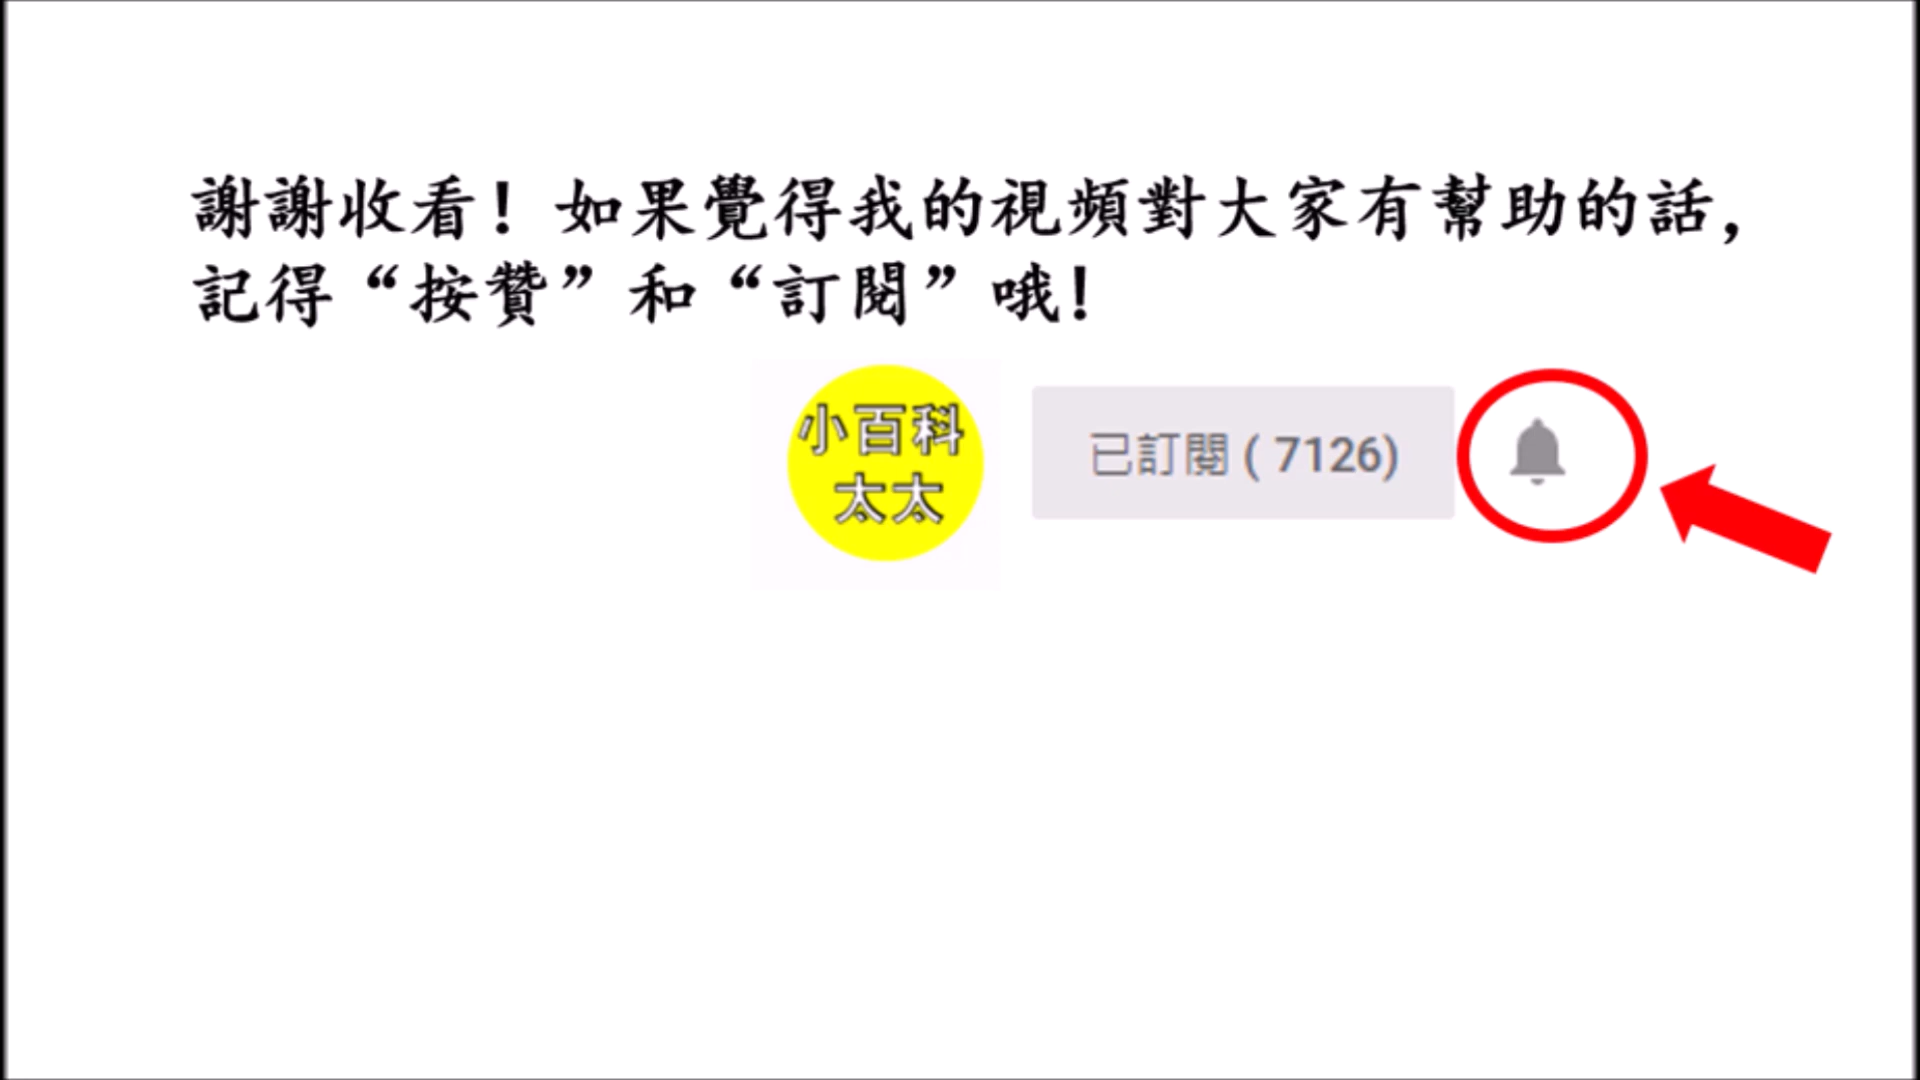 謝謝收看！如果覺得我的視頻對大家有幫助的話，
記得“按贊”和“訂閱”哦！
小百科
太太
已訂閱 ( 7126)